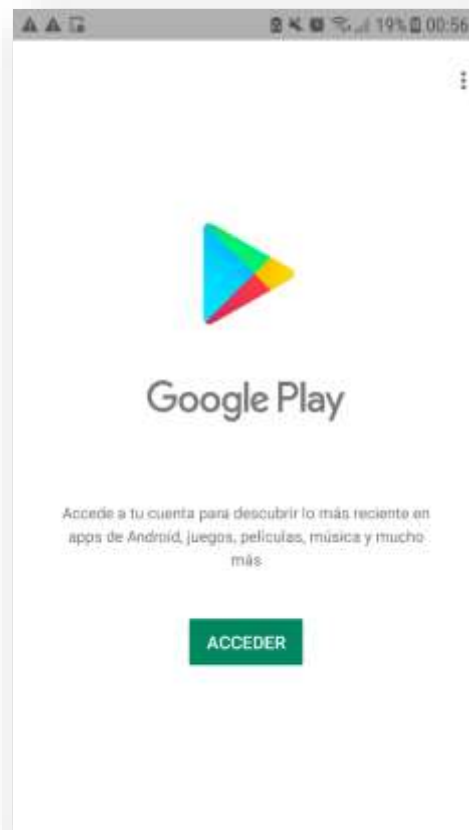 19% 00:56
Google Play
Accede a tu cuenta para descubrir lo más reciente en
apps de Android, juegos, películas, música y mucho
más
ACCEDER